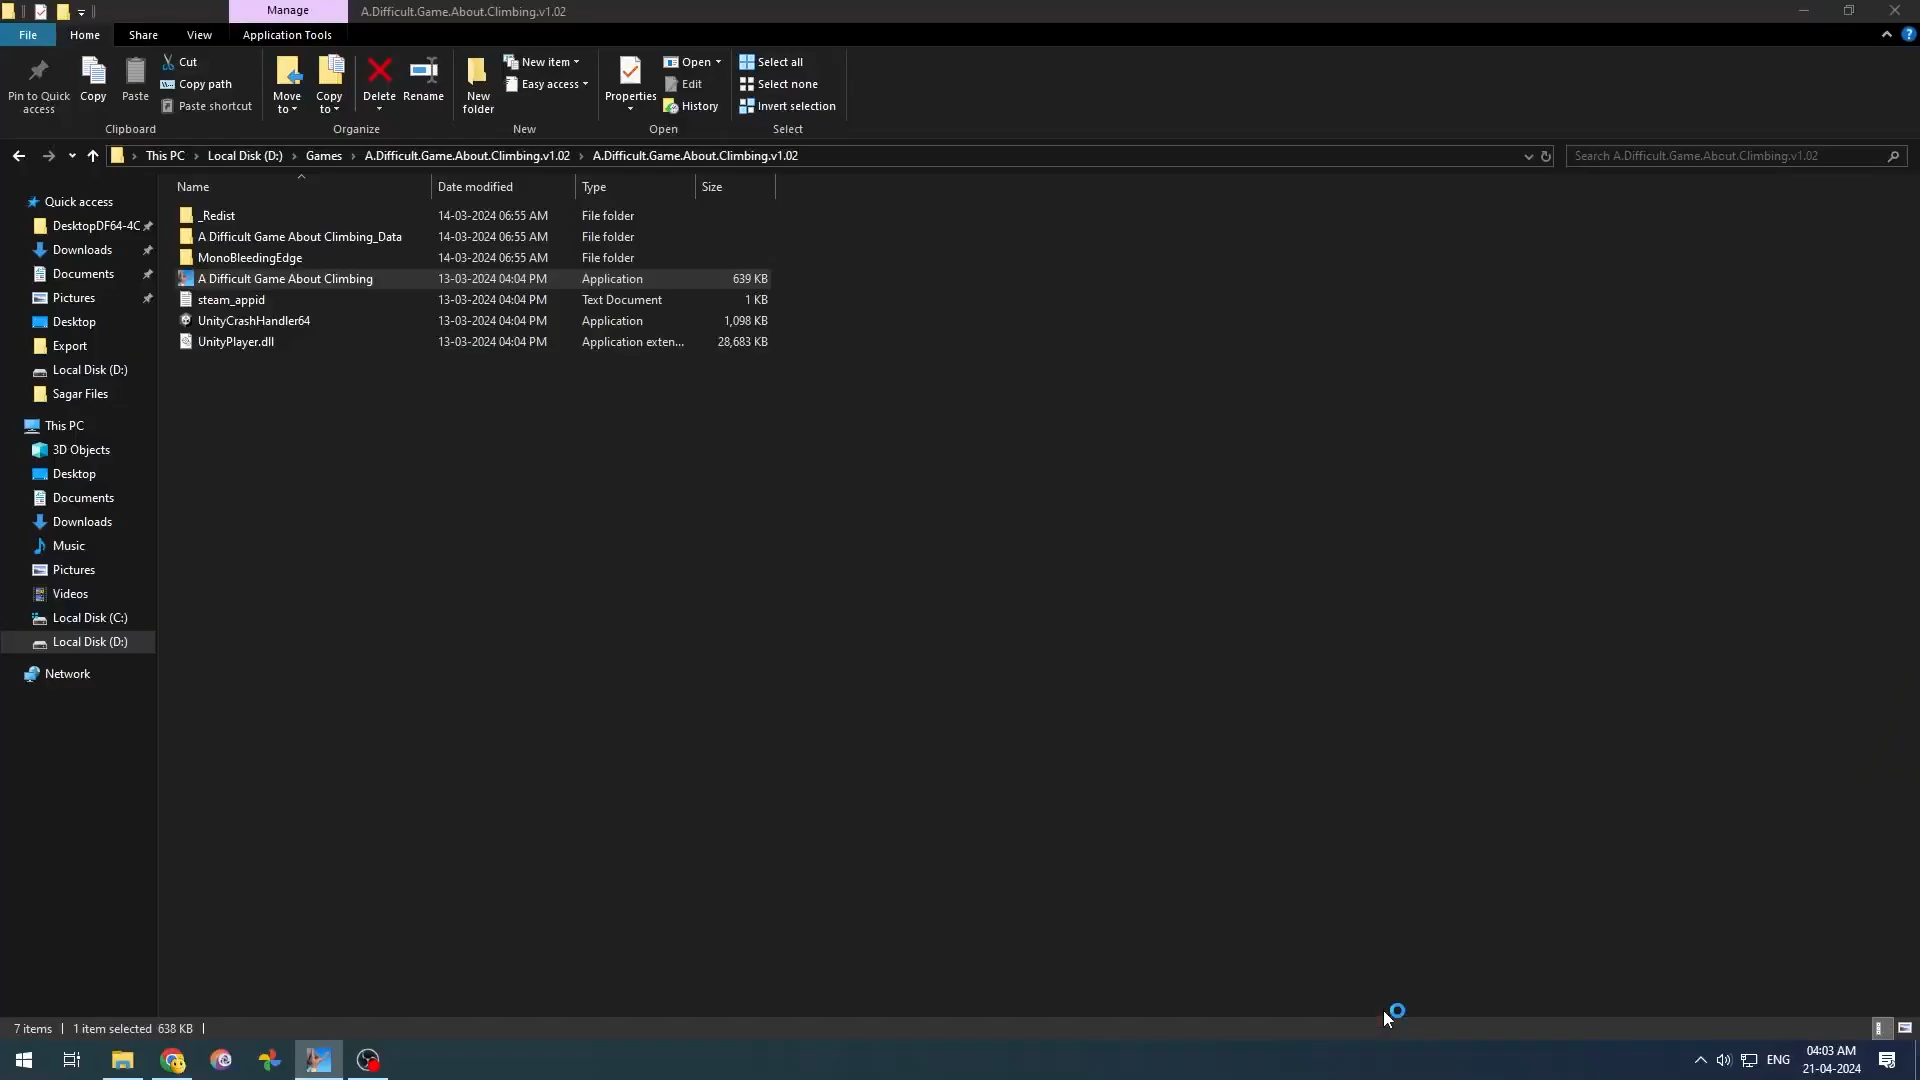 Manage
A.Difficult.Game.About.Climbing.v1.02
File
Home
Share
View
Application Tools
Pin to Quick
access
Copy
Paste
Cut
Copy path
Paste shortcut
Clipboard
Move
to
Copy
to
Delete
Rename
Organize
New
folder
New item
Easy access
New
Properties
Open
Edit
History
Open
Select all
Select none
Invert selection
Select
This PC
Local Disk (D:)
Games
A.Difficult.Game.About.Climbing.v1.02
A.Difficult.Game.About.Climbing.v1.02
Search A.Difficult.Game.About.Climbing.v1.02
Name
Date modified
Type
Size
_Redist 14-03-2024 06:55 AM File folder
A Difficult Game About Climbing_Data 14-03-2024 06:55 AM File folder
MonoBleedingEdge 14-03-2024 06:55 AM File folder
A Difficult Game About Climbing 13-03-2024 04:04 PM Application 639 KB
steam_appid 13-03-2024 04:04 PM Text Document 1 KB
UnityCrashHandler64 13-03-2024 04:04 PM Application 1,098 KB
UnityPlayer.dll 13-03-2024 04:04 PM Application exten... 28,683 KB
Quick access
DesktopDF64-4C
Downloads
Documents
Pictures
Desktop
Export
Local Disk (D:)
Sagar Files
This PC
3D Objects
Desktop
Documents
Downloads
Music
Pictures
Videos
Local Disk (C:)
Local Disk (D:)
Network
7 items
1 item selected 638 KB
ENG
04:03 AM
21-04-2024